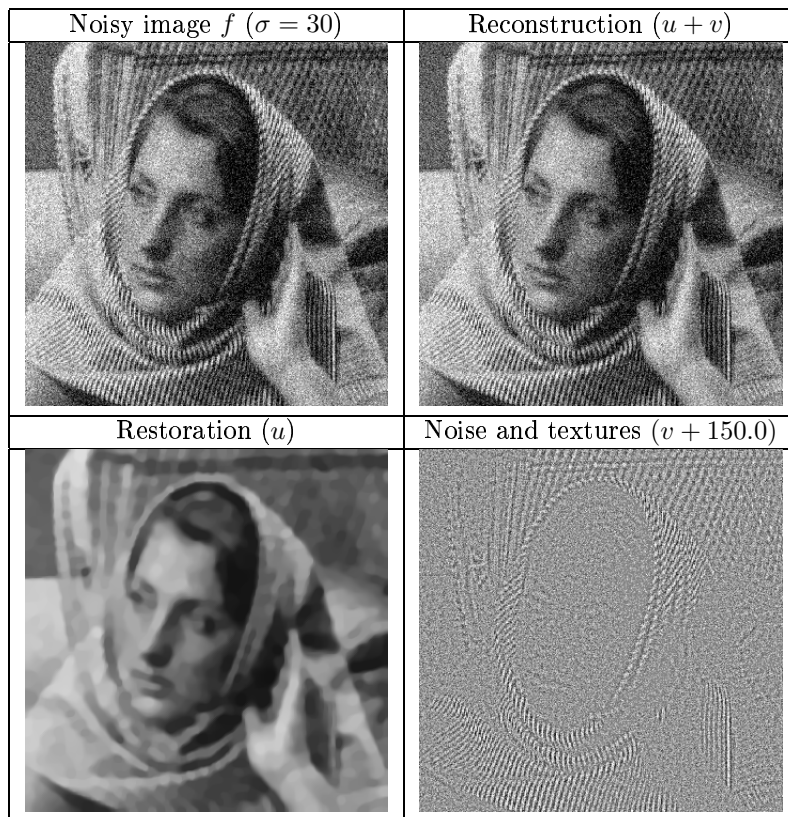 Noisy image f (σ = 30)
Reconstruction (u + v)
Restoration (u)
Noise and textures (v + 150.0)